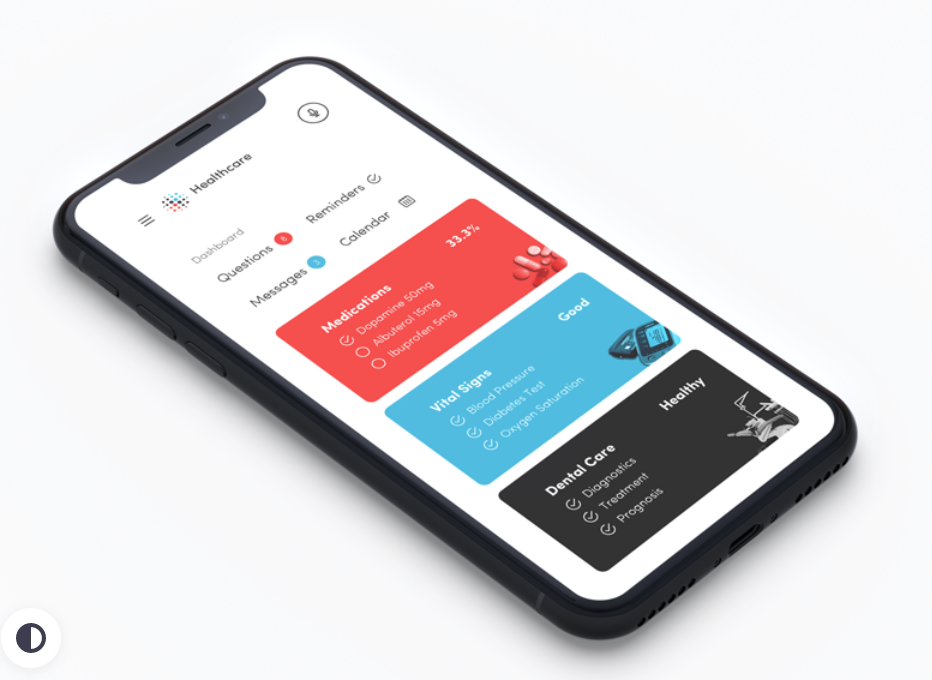 Healthcare
Dashboard
Questions 6
Reminders
Messages 3
Calendar
Medications 33.3%
Dopamine 50mg
Albuterol 15mg
Ibuprofen 5mg
Vital Signs Good
Blood Pressure
Diabetes Test
Oxygen Saturation
Dental Care Healthy
Diagnostics
Treatment
Prognosis